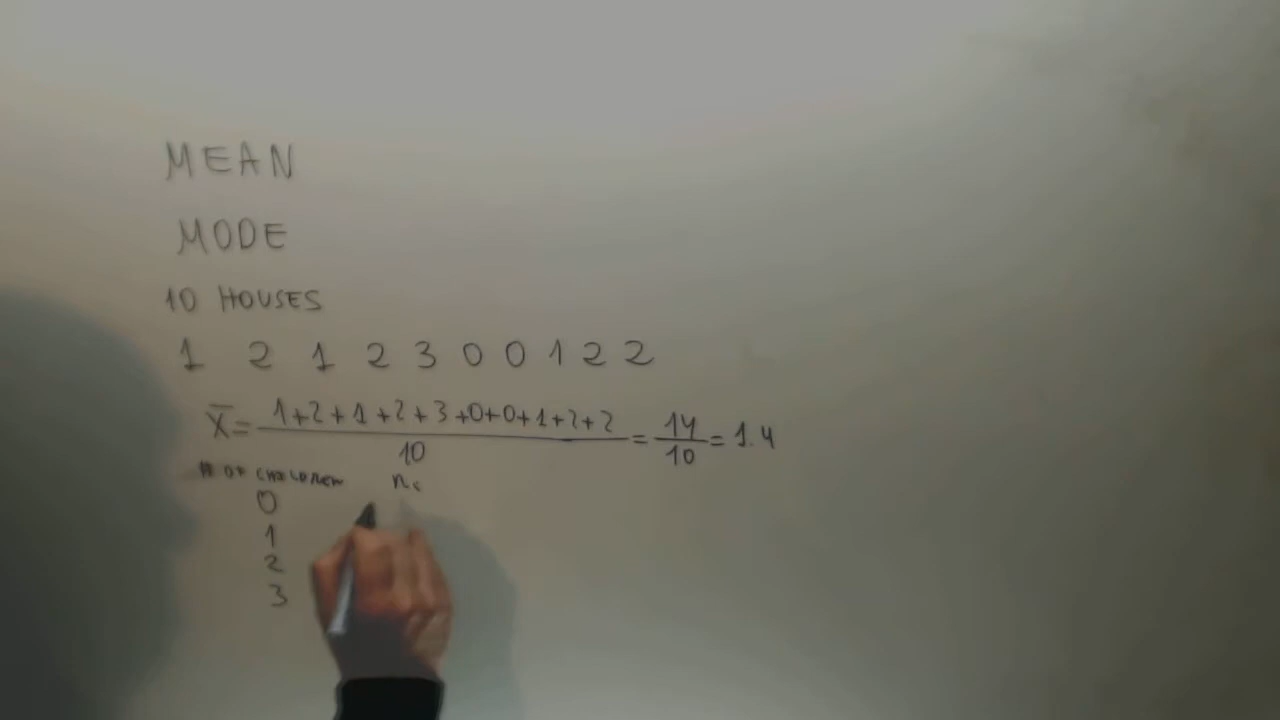 MEAN
MODE
10 HOUSES
1 2 1 2 3 0 0 1 2 2
X̄ = 1+2+1+2+3+0+0+1+2+2 / 10 = 14 / 10 = 1.4
# OF CHILDREN nᵢ
0
1
2
3